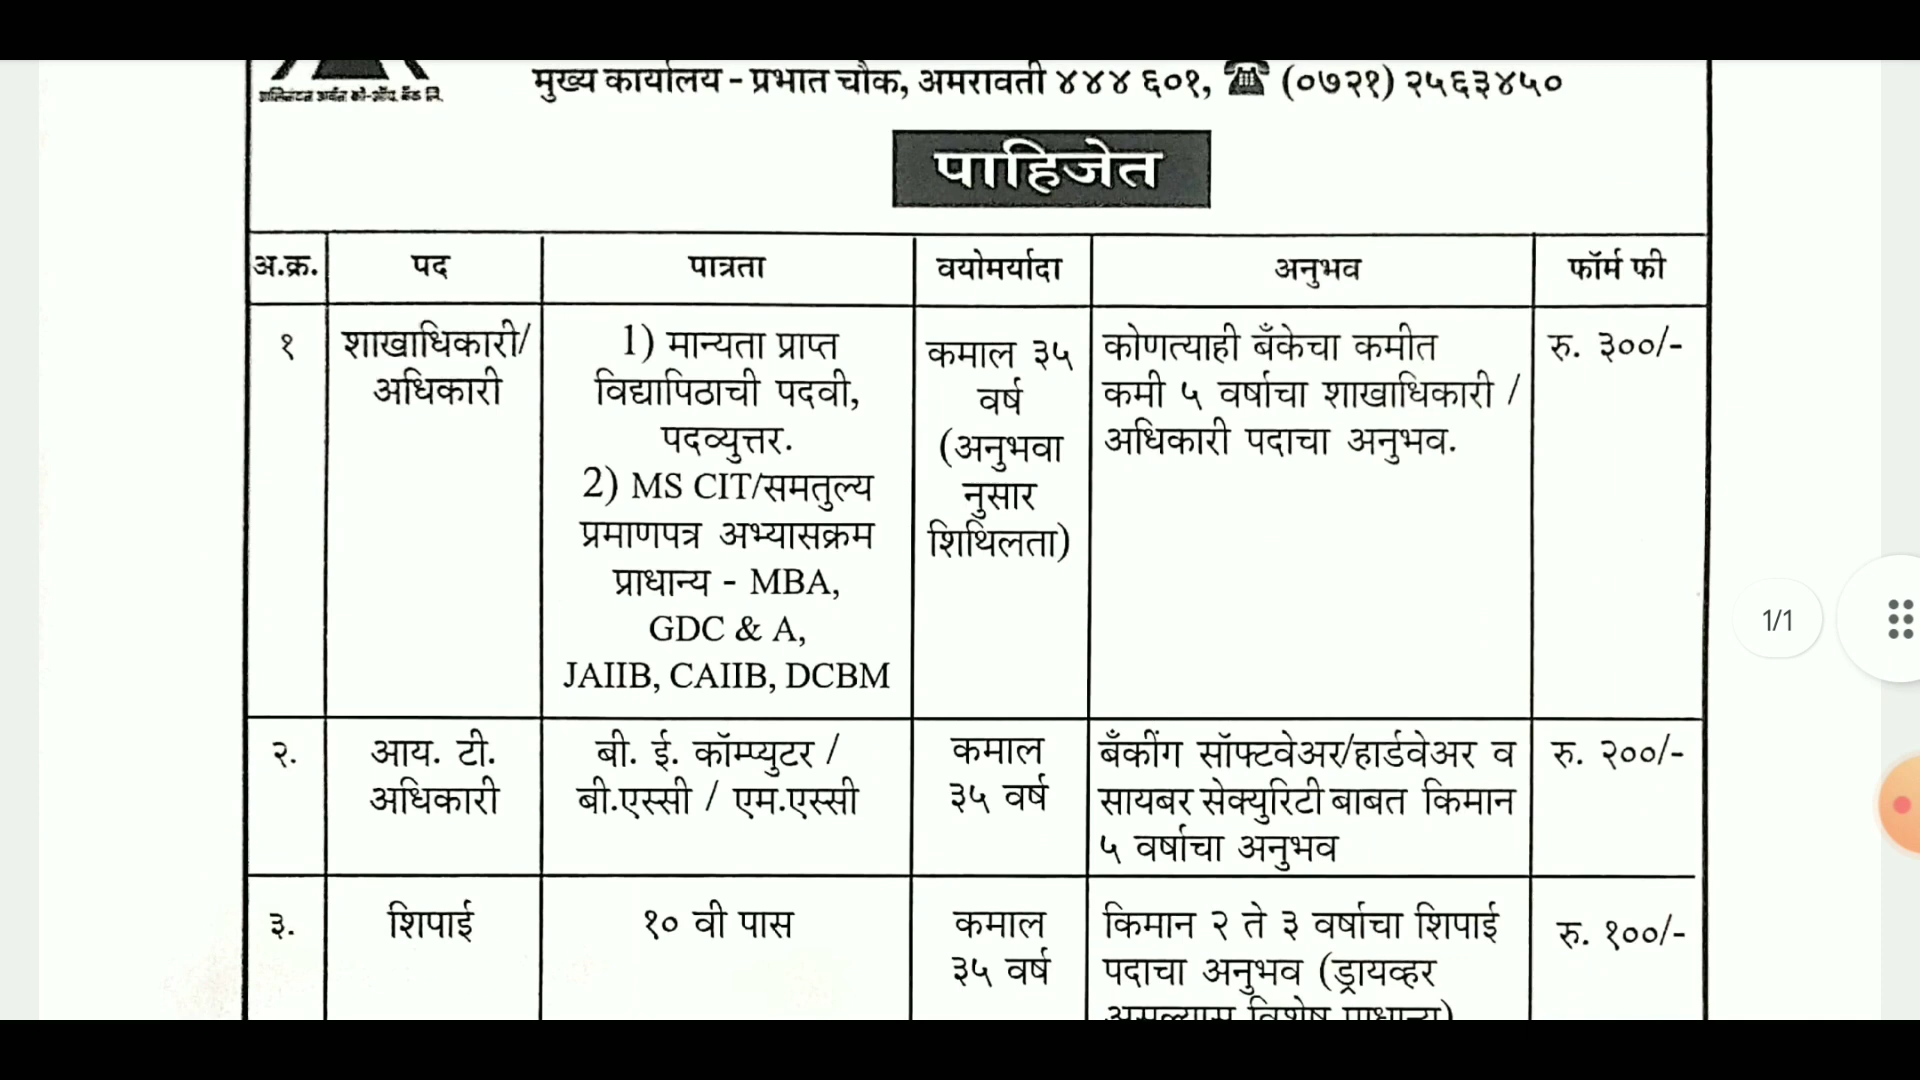 मुख्य कार्यालय - प्रभात चौक, अमरावती ४४४ ६०१, ☎ (०७२१) २५६३४५०
पाहिजेत
अ.क्र. पद पात्रता वयोमर्यादा अनुभव फॉर्म फी
१ शाखाधिकारी/
अधिकारी
1) मान्यता प्राप्त
विद्यापिठाची पदवी,
पदव्युत्तर.
2) MS CIT/समतुल्य
प्रमाणपत्र अभ्यासक्रम
प्राधान्य - MBA,
GDC & A,
JAIIB, CAIIB, DCBM
कमाल ३५
वर्ष
(अनुभवा
नुसार
शिथिलता)
कोणत्याही बँकेचा कमीत
कमी ५ वर्षाचा शाखाधिकारी /
अधिकारी पदाचा अनुभव.
रु. ३००/-
२. आय. टी.
अधिकारी
बी. ई. कॉम्प्युटर /
बी.एस्सी / एम.एस्सी
कमाल
३५ वर्ष
बँकींग सॉफ्टवेअर/हार्डवेअर व
सायबर सेक्युरिटी बाबत किमान
५ वर्षाचा अनुभव
रु. २००/-
३. शिपाई
१० वी पास
कमाल
३५ वर्ष
किमान २ ते ३ वर्षाचा शिपाई
पदाचा अनुभव (ड्रायव्हर
असल्यास विशेष प्राधान्य)
रु. १००/-
1/1